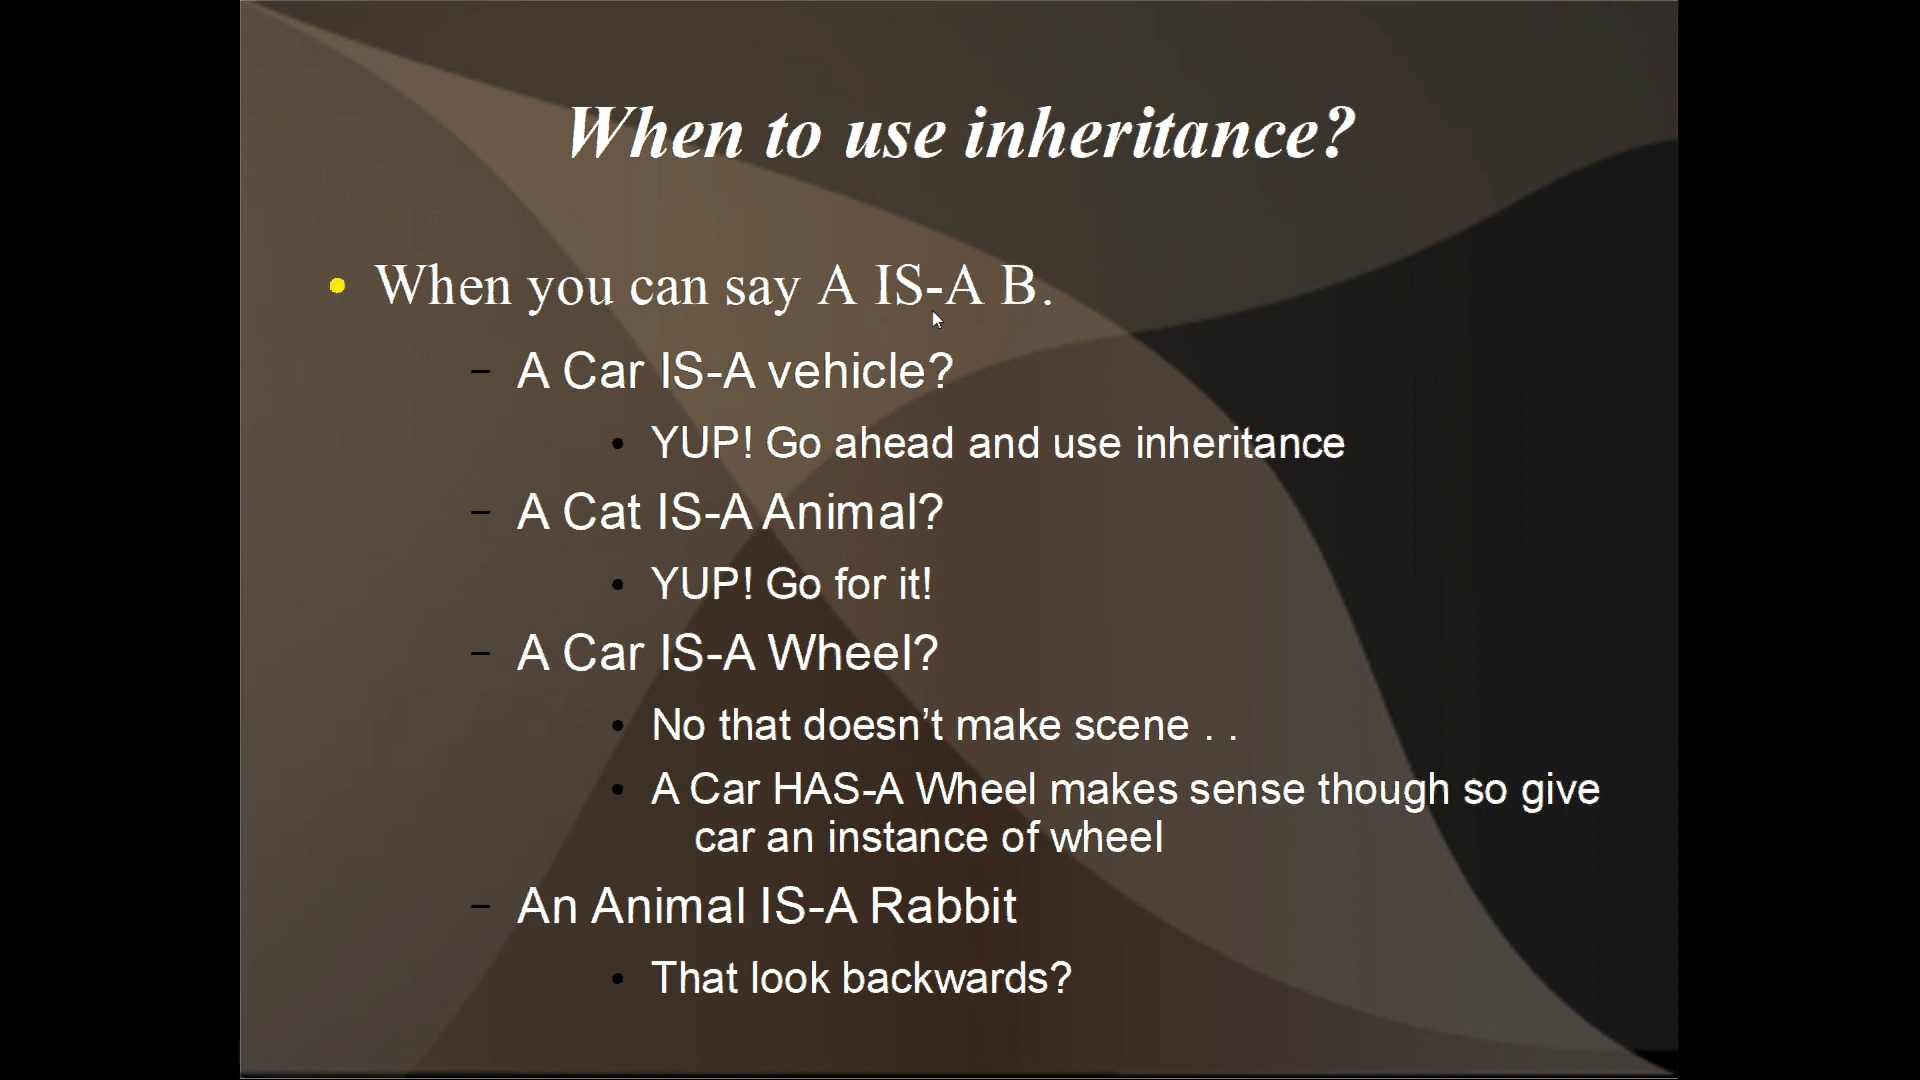 When to use inheritance?
• When you can say A IS-A B.
– A Car IS-A vehicle?
• YUP! Go ahead and use inheritance
– A Cat IS-A Animal?
• YUP! Go for it!
– A Car IS-A Wheel?
• No that doesn’t make scene . .
• A Car HAS-A Wheel makes sense though so give
car an instance of wheel
– An Animal IS-A Rabbit
• That look backwards?